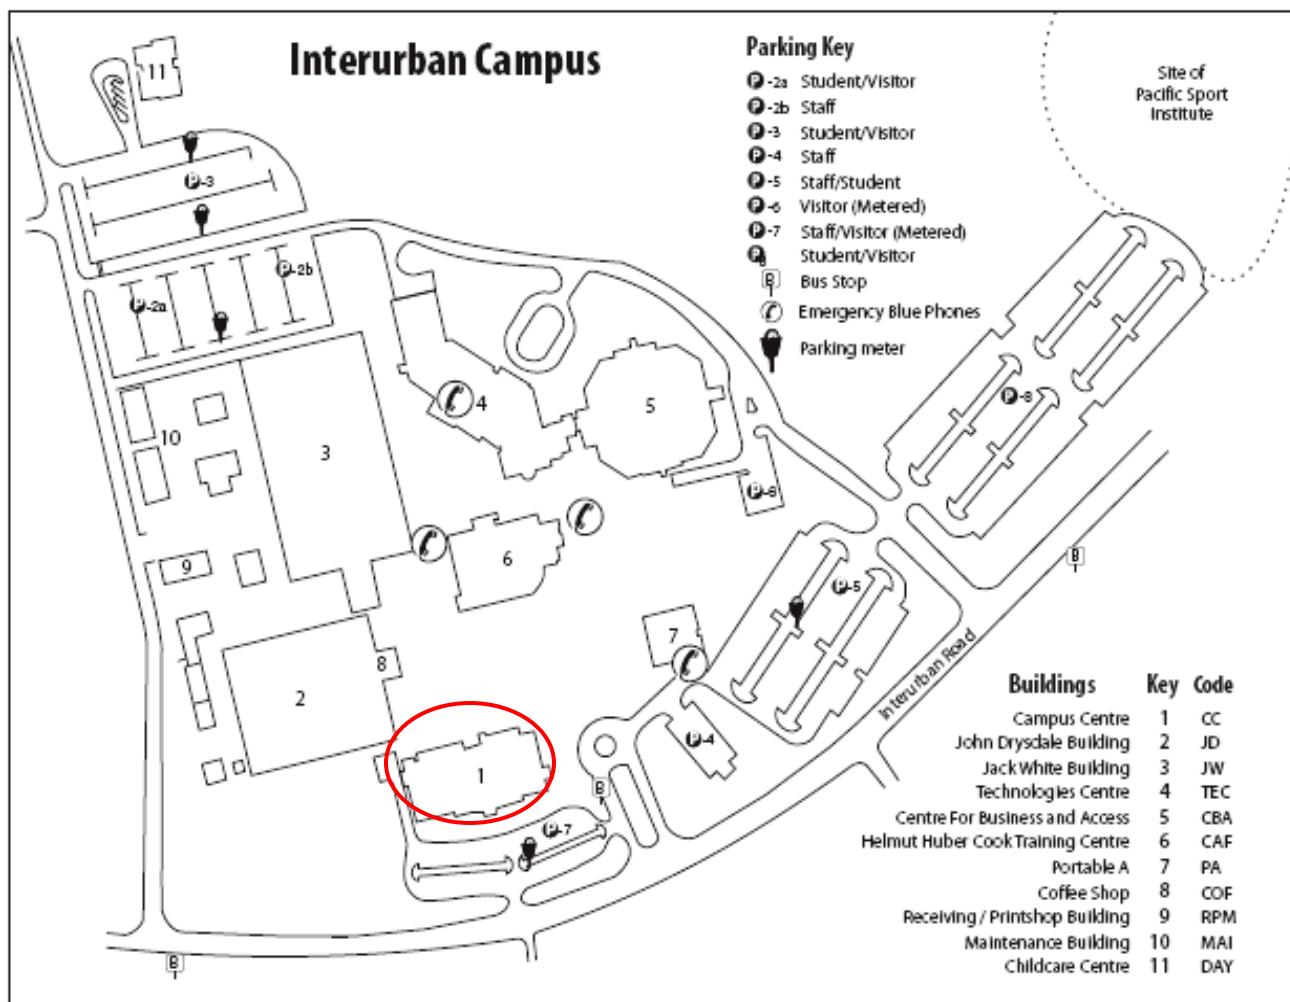 Interurban Campus
Parking Key
P-2a Student/Visitor
P-2b Staff
P-3 Student/Visitor
P-4 Staff
P-5 Staff/Student
P-6 Visitor (Metered)
P-7 Staff/Visitor (Metered)
P Student/Visitor
B Bus Stop
Emergency Blue Phones
Parking meter
Site of
Pacific Sport
Institute
11
P-3
P-2b
P-2a
4
5
P-8
10
3
P-6
6
B
9
P-5
7
8
2
Interurban Road
P-4
1
B
P-7
B
Buildings Key Code
Campus Centre 1 CC
John Drysdale Building 2 JD
Jack White Building 3 JW
Technologies Centre 4 TEC
Centre For Business and Access 5 CBA
Helmut Huber Cook Training Centre 6 CAF
Portable A 7 PA
Coffee Shop 8 COF
Receiving / Printshop Building 9 RPM
Maintenance Building 10 MAI
Childcare Centre 11 DAY